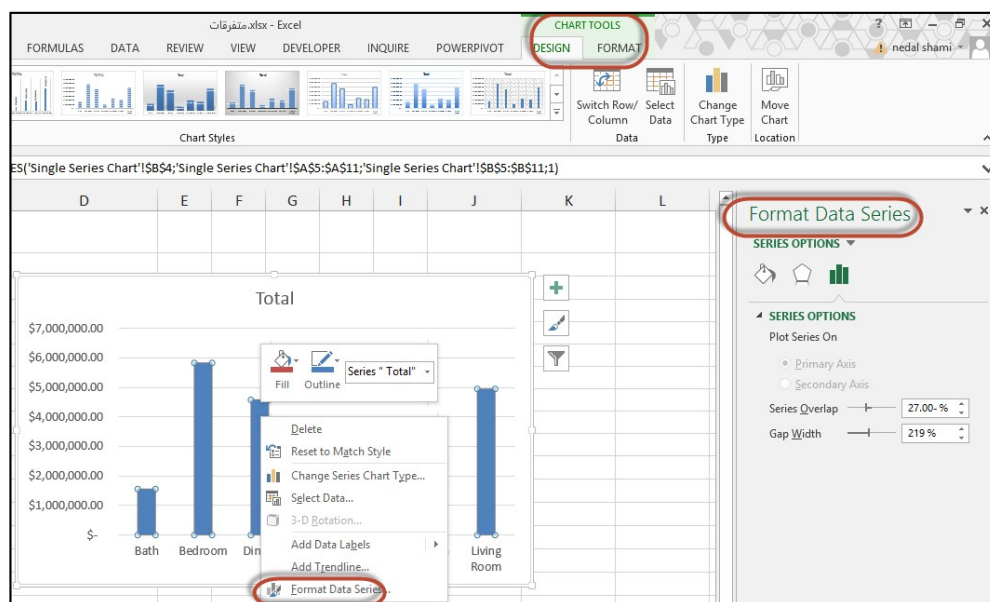 متفرقات.xlsx - Excel
CHART TOOLS
?
FORMULAS DATA REVIEW VIEW DEVELOPER INQUIRE POWERPIVOT DESIGN FORMAT
nedal shami
Switch Row/ Column
Select Data
Change Chart Type
Move Chart
Chart Styles
Data
Type
Location
ES('Single Series Chart'!$B$4;'Single Series Chart'!$A$5:$A$11;'Single Series Chart'!$B$5:$B$11;1)
D E F G H I J K L
Total
$7,000,000.00
$6,000,000.00
$5,000,000.00
$4,000,000.00
$3,000,000.00
$2,000,000.00
$1,000,000.00
$-
Bath Bedroom Din
Living
Room
Fill Outline
Series " Total"
Delete
Reset to Match Style
Change Series Chart Type...
Select Data...
3-D Rotation...
Add Data Labels
Add Trendline...
Format Data Series...
Format Data Series
SERIES OPTIONS
SERIES OPTIONS
Plot Series On
Primary Axis
Secondary Axis
Series Overlap 27.00- %
Gap Width 219 %